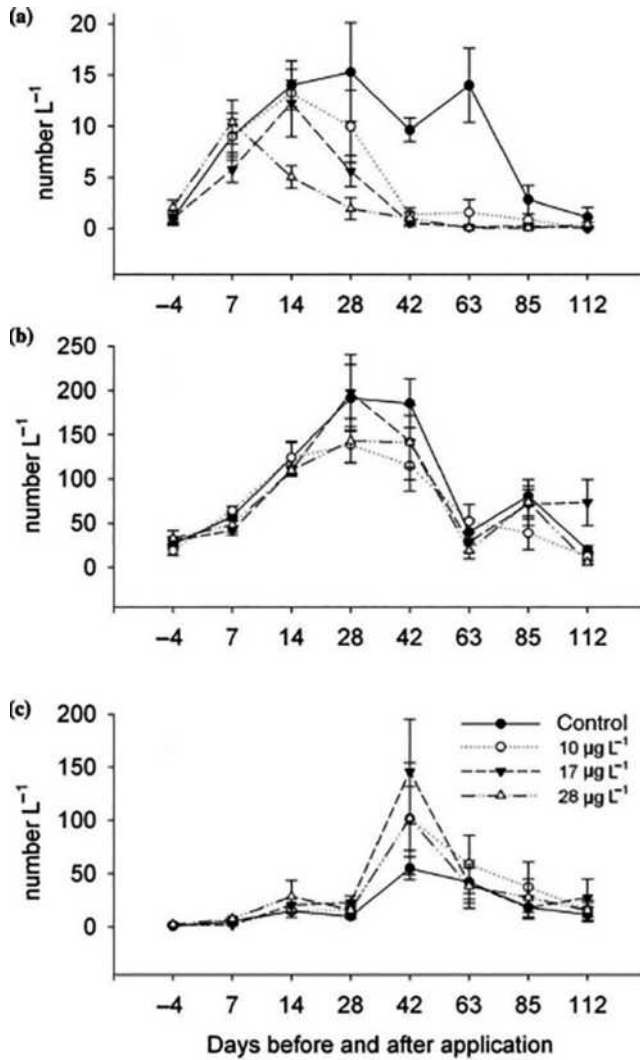 (a)
20
15
10
5
0
number L⁻¹
–4 7 14 28 42 63 85 112
(b)
250
200
150
100
50
0
number L⁻¹
–4 7 14 28 42 63 85 112
(c)
200
150
100
50
0
number L⁻¹
Control
10 µg L⁻¹
17 µg L⁻¹
28 µg L⁻¹
–4 7 14 28 42 63 85 112
Days before and after application